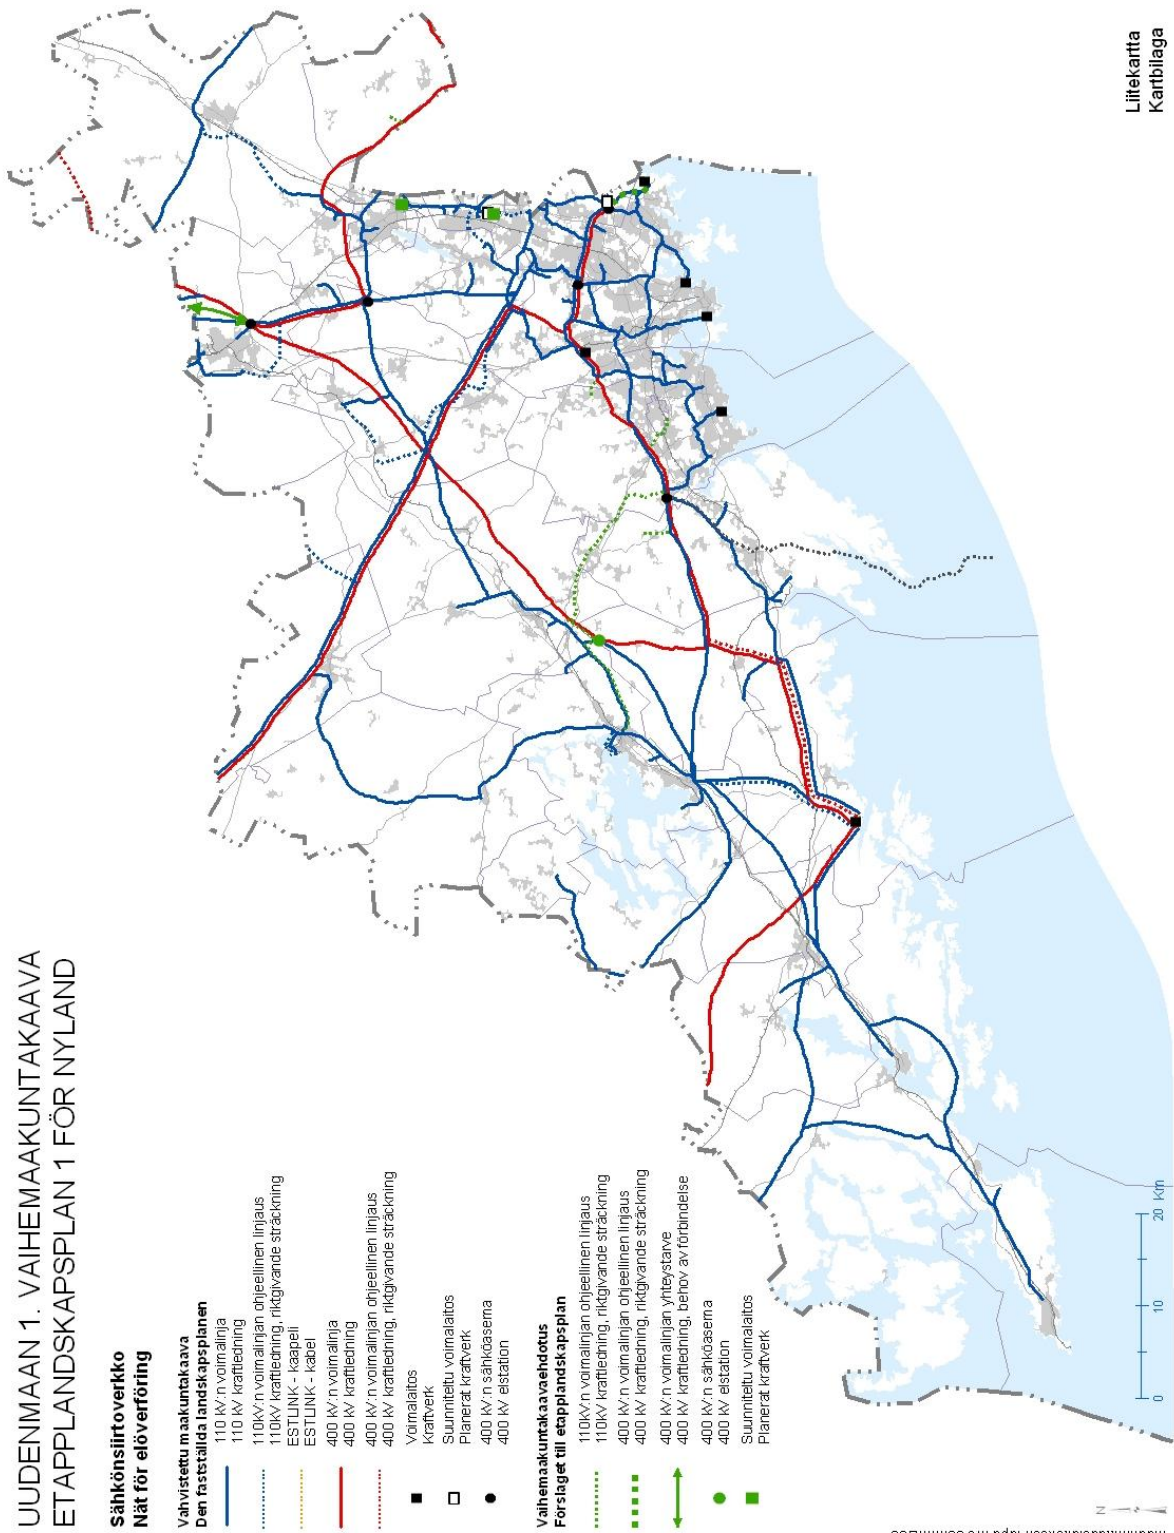 UUDENMAAN 1. VAIHEMAAKUNTAKAAVA
ETAPPLANDSKAPSPLAN 1 FÖR NYLAND
Sähkönsiirtoverkko
Nät för elöverföring
Vahvistettu maakuntakaava
Den fastställda landskapsplanen
110 kV:n voimalinja
110 kV kraftledning
110kV:n voimalinjan ohjeellinen linjaus
110kV kraftledning, riktgivande sträckning
ESTLINK - kaapeli
ESTLINK - kabel
400 kV:n voimalinja
400 kV kraftledning
400 kV:n voimalinjan ohjeellinen linjaus
400 kV kraftledning, riktgivande sträckning
Voimalaitos
Kraftverk
Suunniteltu voimalaitos
Planerat kraftverk
400 kV:n sähköasema
400 kV elstation
Vaihemaakuntakaavaehdotus
Förslaget till etapplandskapsplan
110kV:n voimalinjan ohjeellinen linjaus
110kV kraftledning, riktgivande sträckning
400 kV:n voimalinjan ohjeellinen linjaus
400 kV kraftledning, riktgivande sträckning
400 kV:n voimalinjan yhteystarve
400 kV kraftledning, behov av förbindelse
400 kV:n sähköasema
400 kV elstation
Suunniteltu voimalaitos
Planerat kraftverk
Liitekartta
Kartbilaga
N
0 10 20 Km